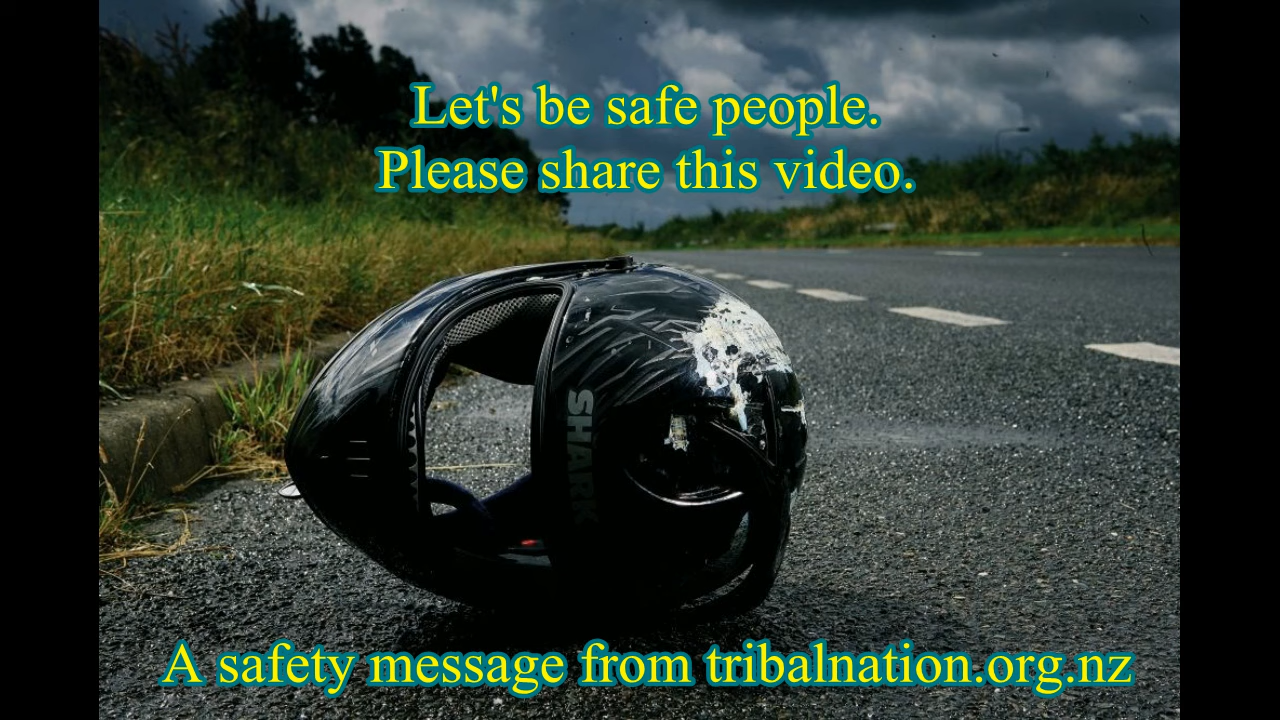 Let's be safe people.
Please share this video.
SHARK
A safety message from tribalnation.org.nz